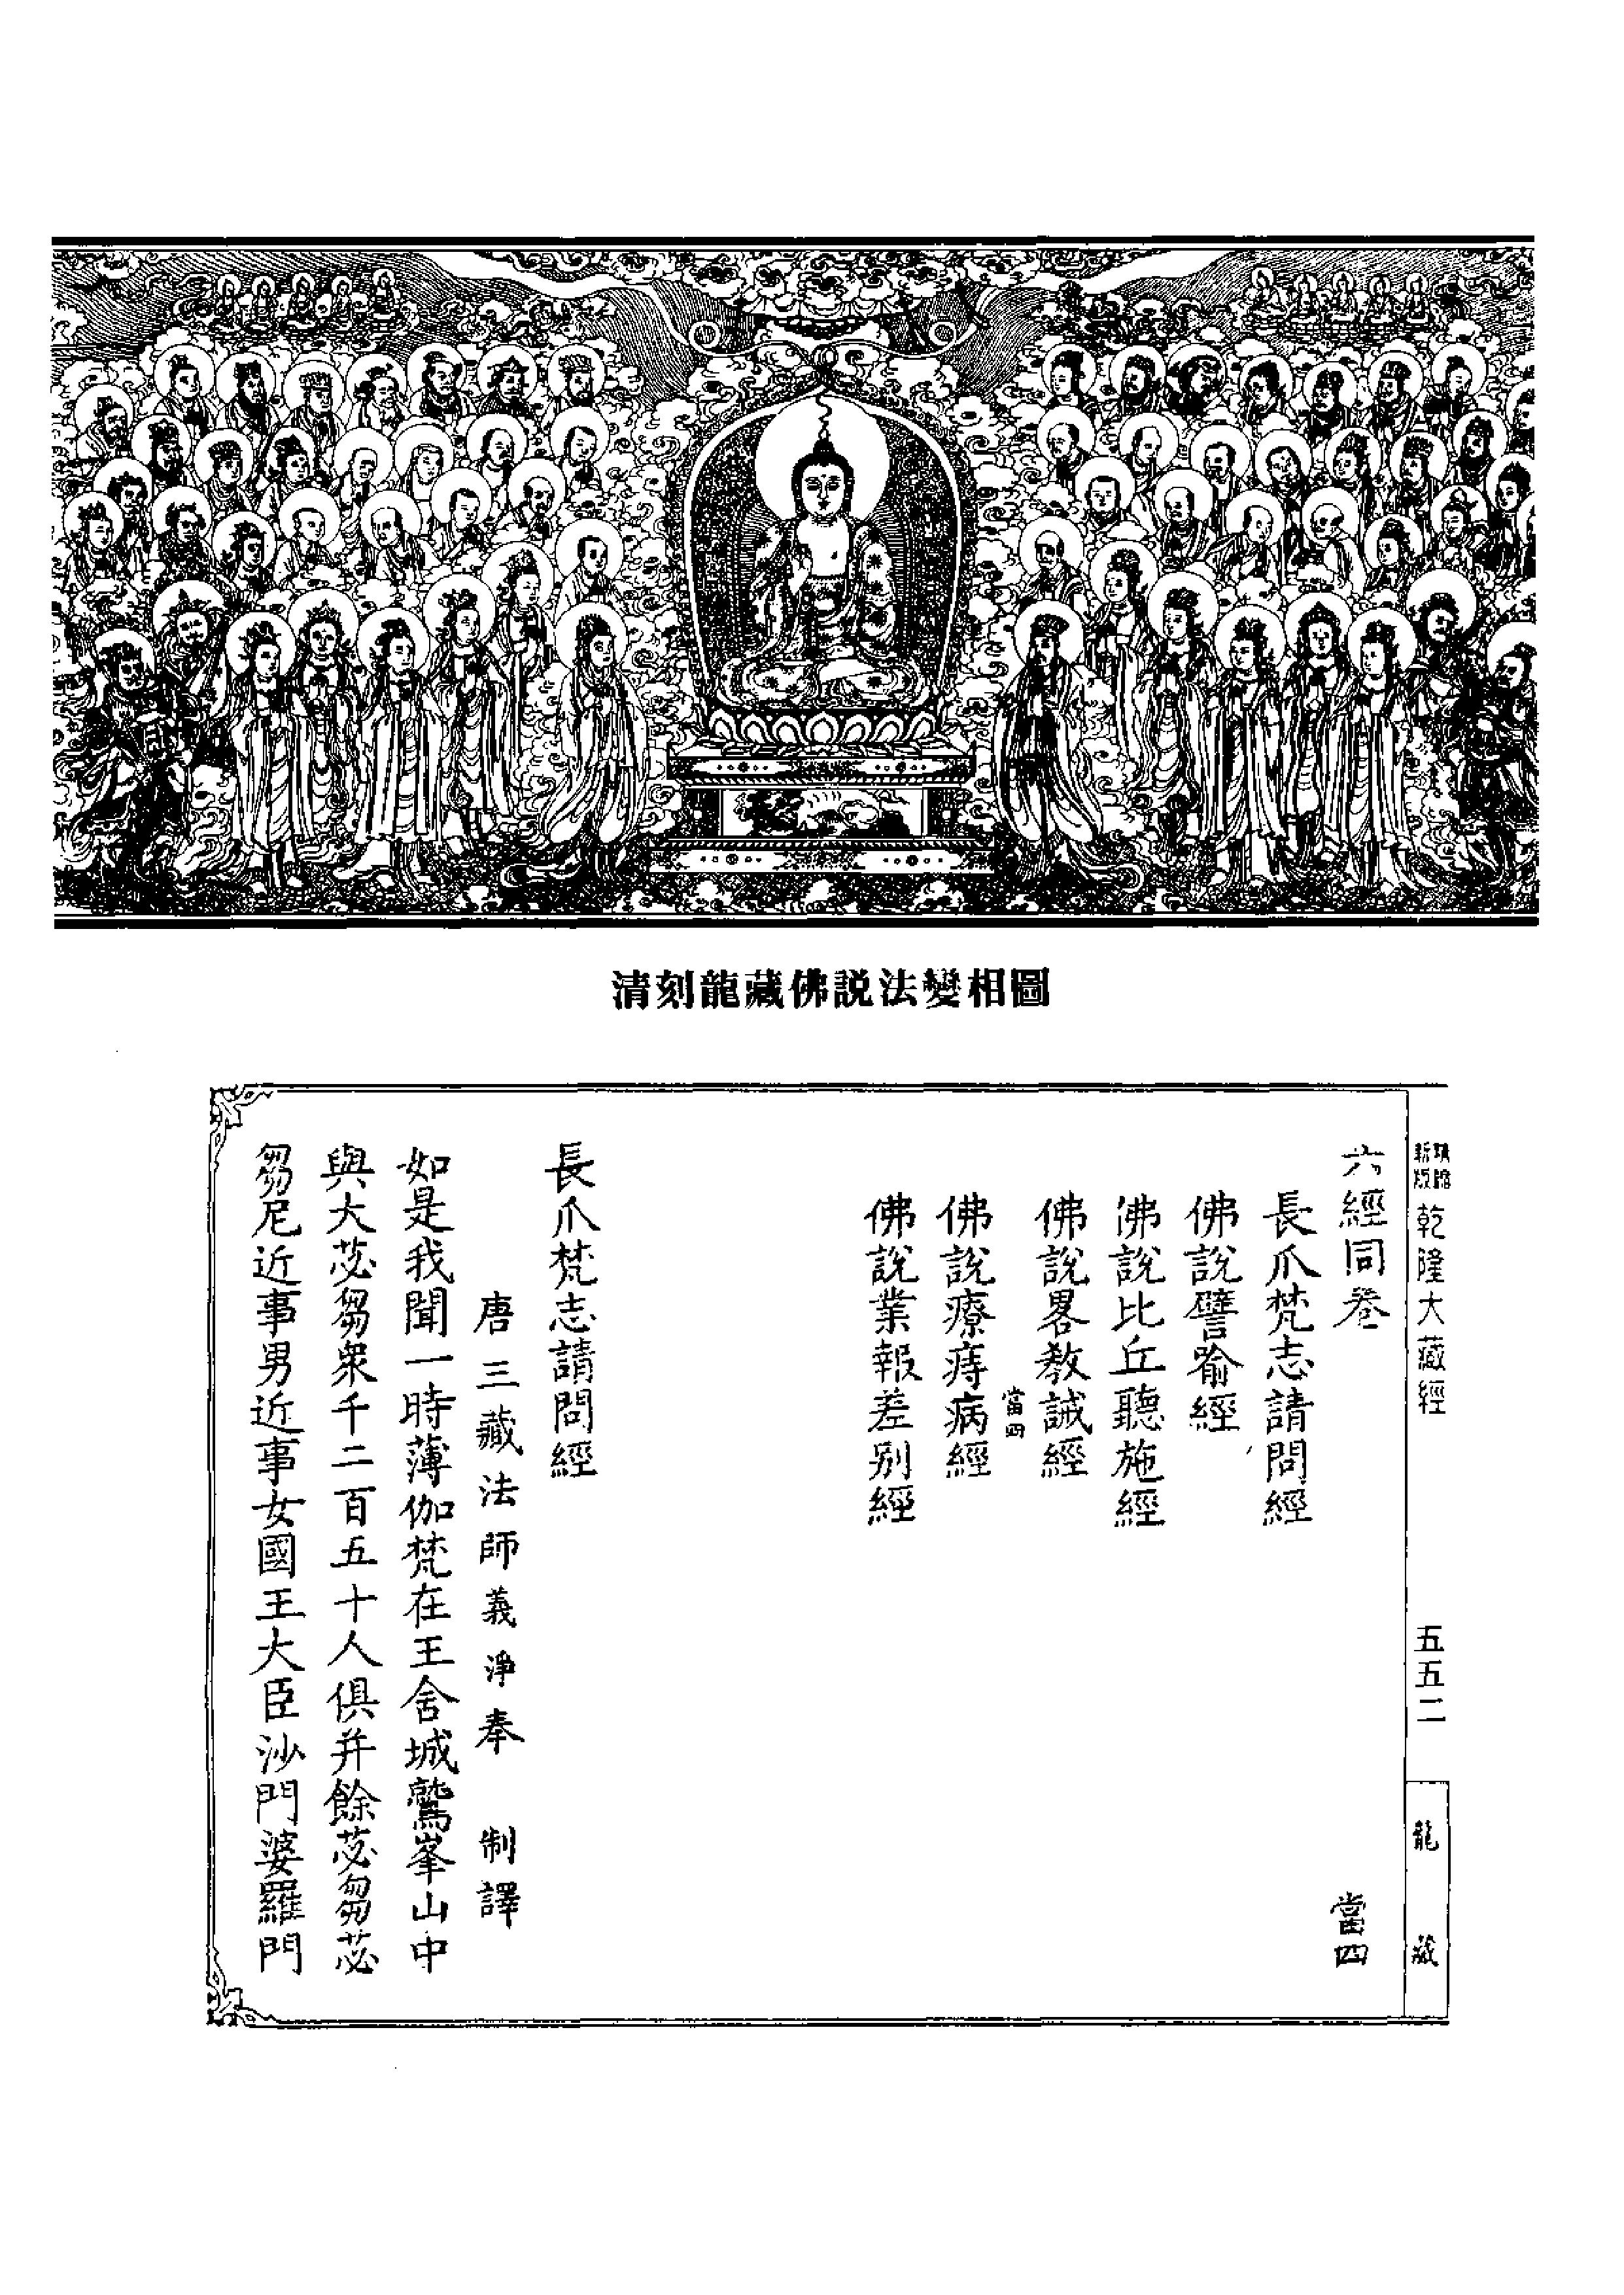 清刻龍藏佛説法變相圖
新版
乾隆大藏經
五五二
龍藏
六經同卷
當四
長爪梵志請問經
佛說譬喻經
佛說比丘聽施經
佛說畧教誡經
當四
佛說療痔病經
佛說業報差別經
長爪梵志請問經
唐三藏法師義淨奉 制譯
如是我聞一時薄伽梵在王舍城鷲峯山中
與大苾芻衆千二百五十人俱并餘苾芻苾
芻尼近事男近事女國王大臣沙門婆羅門